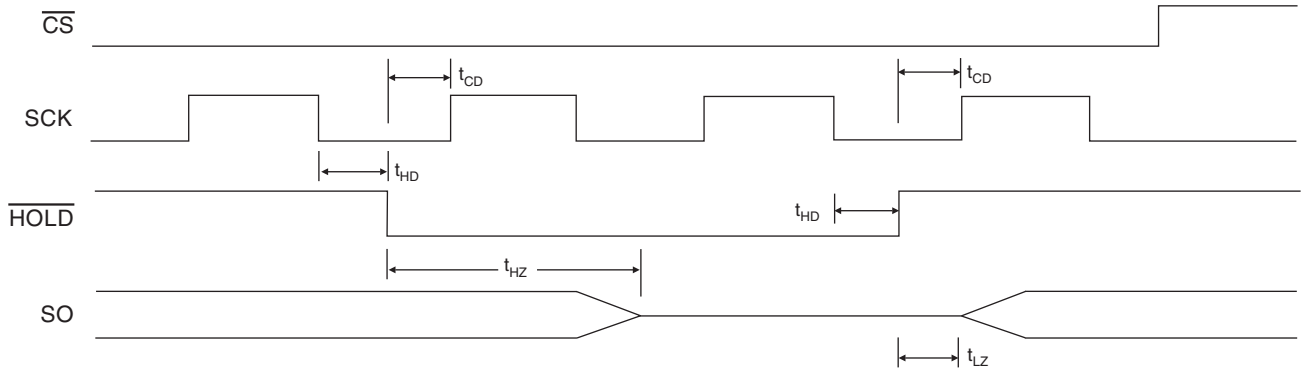 CS
t_CD
t_CD
SCK
t_HD
HOLD
t_HD
t_HZ
SO
t_LZ